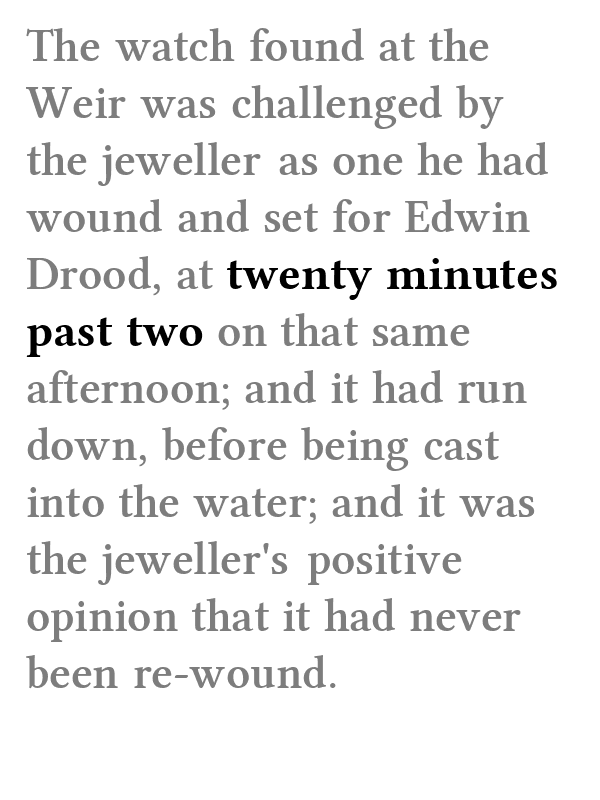 The watch found at the
Weir was challenged by
the jeweller as one he had
wound and set for Edwin
Drood, at twenty minutes
past two on that same
afternoon; and it had run
down, before being cast
into the water; and it was
the jeweller's positive
opinion that it had never
been re-wound.